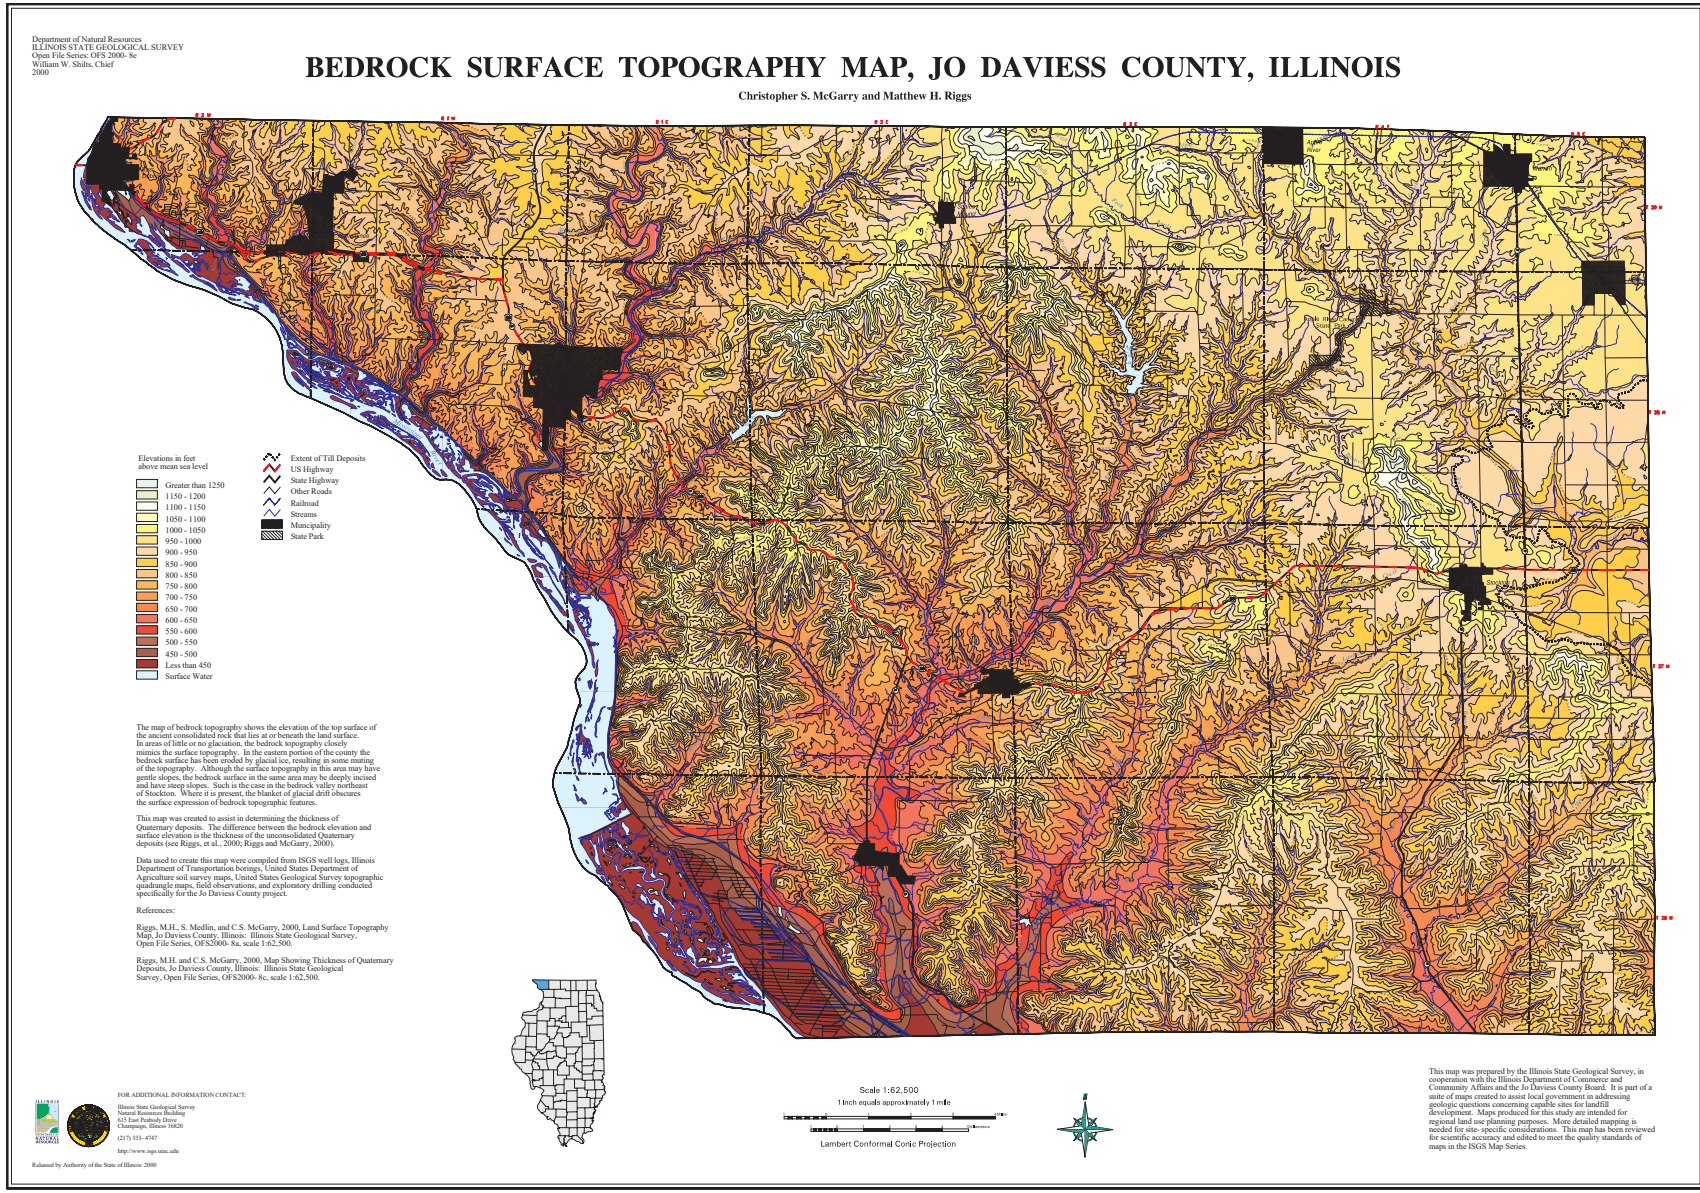 Department of Natural Resources
ILLINOIS STATE GEOLOGICAL SURVEY
Open File Series: OFS 2000- 8e
William W. Shilts, Chief
2000
BEDROCK SURFACE TOPOGRAPHY MAP, JO DAVIESS COUNTY, ILLINOIS
Christopher S. McGarry and Matthew H. Riggs
Apple
River
State Park
Stockton
Elevations in feet
above mean sea level
Greater than 1250
1150 - 1200
1100 - 1150
1050 - 1100
1000 - 1050
950 - 1000
900 - 950
850 - 900
800 - 850
750 - 800
700 - 750
650 - 700
600 - 650
550 - 600
500 - 550
450 - 500
Less than 450
Surface Water
Extent of Till Deposits
US Highway
State Highway
Other Roads
Railroad
Streams
Muncipality
State Park
The map of bedrock topography shows the elevation of the top surface of
the ancient consolidated rock that lies at or beneath the land surface.
In areas of little or no glaciation, the bedrock topography closely
mimics the surface topography. In the eastern portion of the county the
bedrock surface has been eroded by glacial ice, resulting in some muting
of the topography. Although the surface topography in this area may have
gentle slopes, the bedrock surface in the same area may be deeply incised
and have steep slopes. Such is the case in the bedrock valley northeast
of Stockton. Where it is present, the blanket of glacial drift obscures
the surface expression of bedrock topographic features.
This map was created to assist in determining the thickness of
Quaternary deposits. The difference between the bedrock elevation and
surface elevation is the thickness of the unconsolidated Quaternary
deposits (see Riggs, et al., 2000; Riggs and McGarry, 2000).
Data used to create this map were compiled from ISGS well logs, Illinois
Department of Transportation borings, United States Department of
Agriculture soil survey maps, United States Geological Survey topographic
quadrangle maps, field observations, and exploratory drilling conducted
specifically for the Jo Daviess County project.
References:
Riggs, M.H., S. Medlin, and C.S. McGarry, 2000, Land Surface Topography
Map, Jo Daviess County, Illinois: Illinois State Geological Survey,
Open File Series, OFS2000- 8a, scale 1:62,500.
Riggs, M.H. and C.S. McGarry, 2000, Map Showing Thickness of Quaternary
Deposits, Jo Daviess County, Illinois: Illinois State Geological
Survey, Open File Series, OFS2000- 8c, scale 1:62,500.
ILLINOIS
NATURAL
RESOURCES
FOR ADDITIONAL INFORMATION CONTACT:
Illinois State Geological Survey
Natural Resources Building
615 East Peabody Drive
Champaign, Illinois 16820
(217) 333- 4747
http://www.isgs.uiuc.edu
Released by Authority of the State of Illinois: 2000
Scale 1:62,500
1 inch equals approximately 1 mile
Lambert Conformal Conic Projection
This map was prepared by the Illinois State Geological Survey, in
cooperation with the Illinois Department of Commerce and
Community Affairs and the Jo Daviess County Board. It is part of a
suite of maps created to assist local government in addressing
geologic questions concerning capable sites for landfill
development. Maps produced for this study are intended for
regional land use planning purposes. More detailed mapping is
needed for site- specific considerations. This map has been reviewed
for scientific accuracy and edited to meet the quality standards of
maps in the ISGS Map Series.